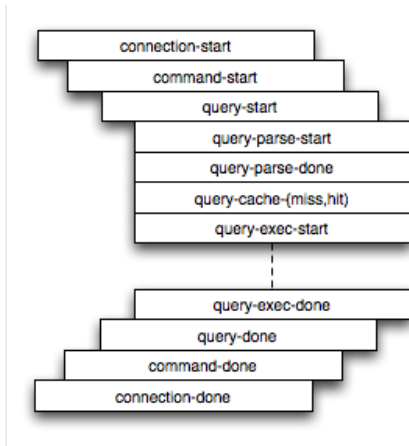 connection-start
command-start
query-start
query-parse-start
query-parse-done
query-cache-(miss,hit)
query-exec-start
query-exec-done
query-done
command-done
connection-done